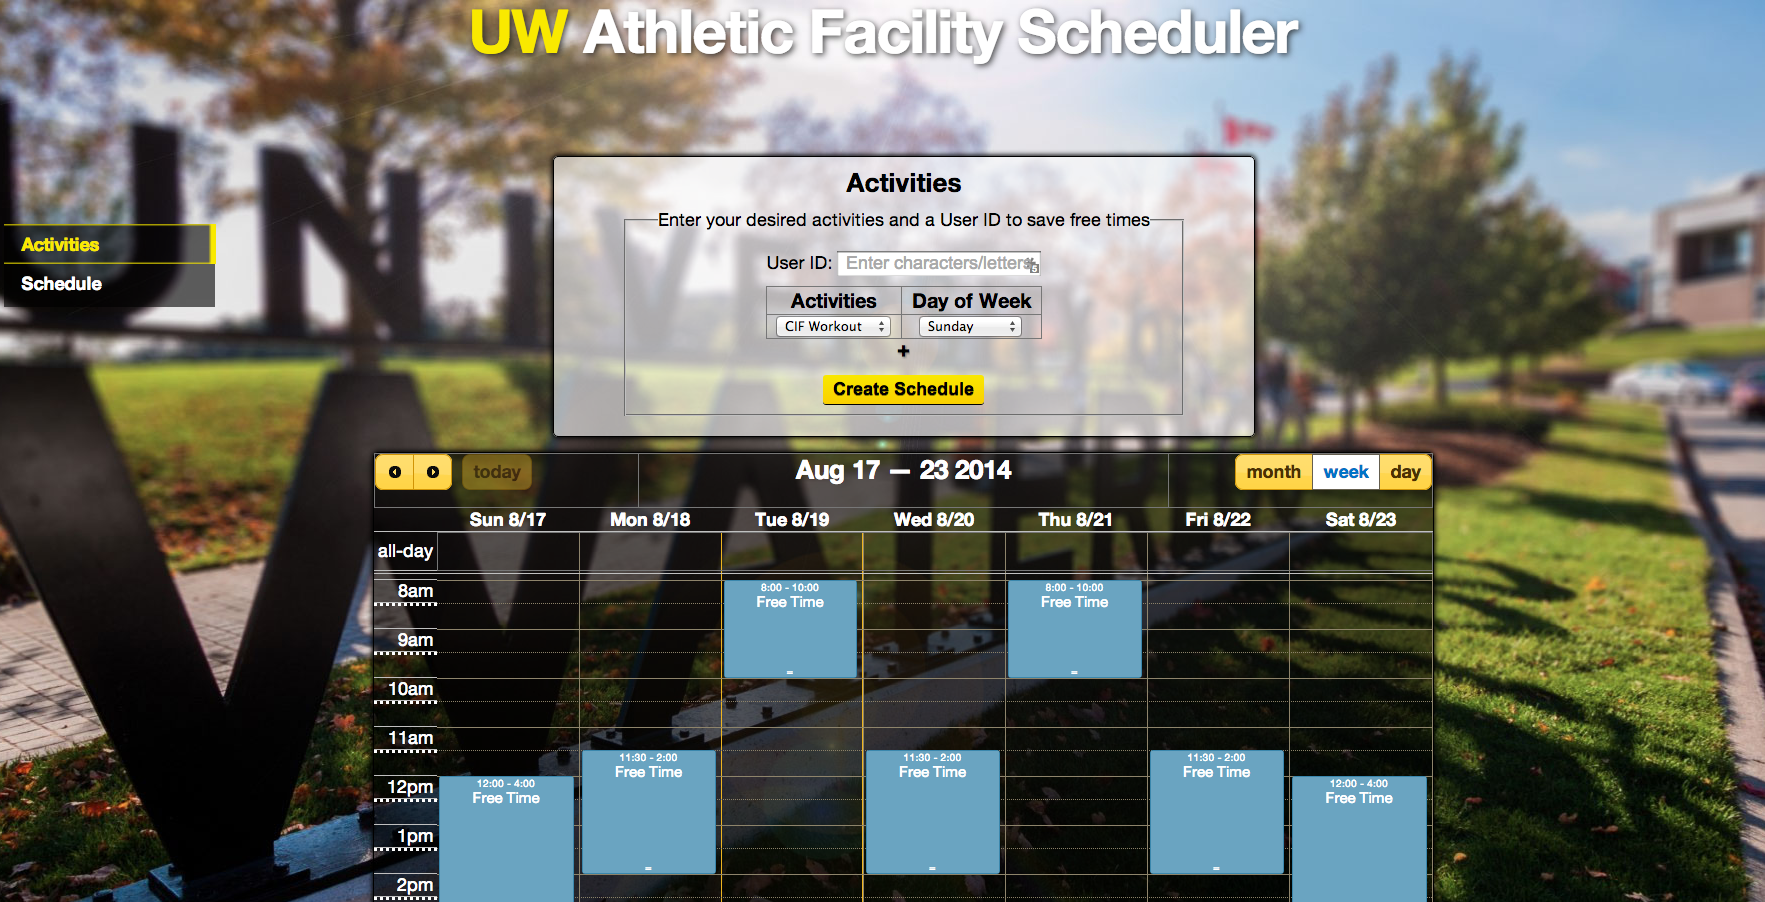 UW Athletic Facility Scheduler
Activities
Schedule
Activities
Enter your desired activities and a User ID to save free times
User ID: Enter characters/letters
Activities Day of Week
CIF Workout Sunday
+
Create Schedule
today Aug 17 — 23 2014 month week day
Sun 8/17 Mon 8/18 Tue 8/19 Wed 8/20 Thu 8/21 Fri 8/22 Sat 8/23
all-day
8am
8:00 - 10:00 8:00 - 10:00
Free Time Free Time
9am
10am
11am
11:30 - 2:00 11:30 - 2:00 11:30 - 2:00
Free Time Free Time Free Time
12pm
12:00 - 4:00 12:00 - 4:00
Free Time Free Time
1pm
2pm
UNIV
WATER